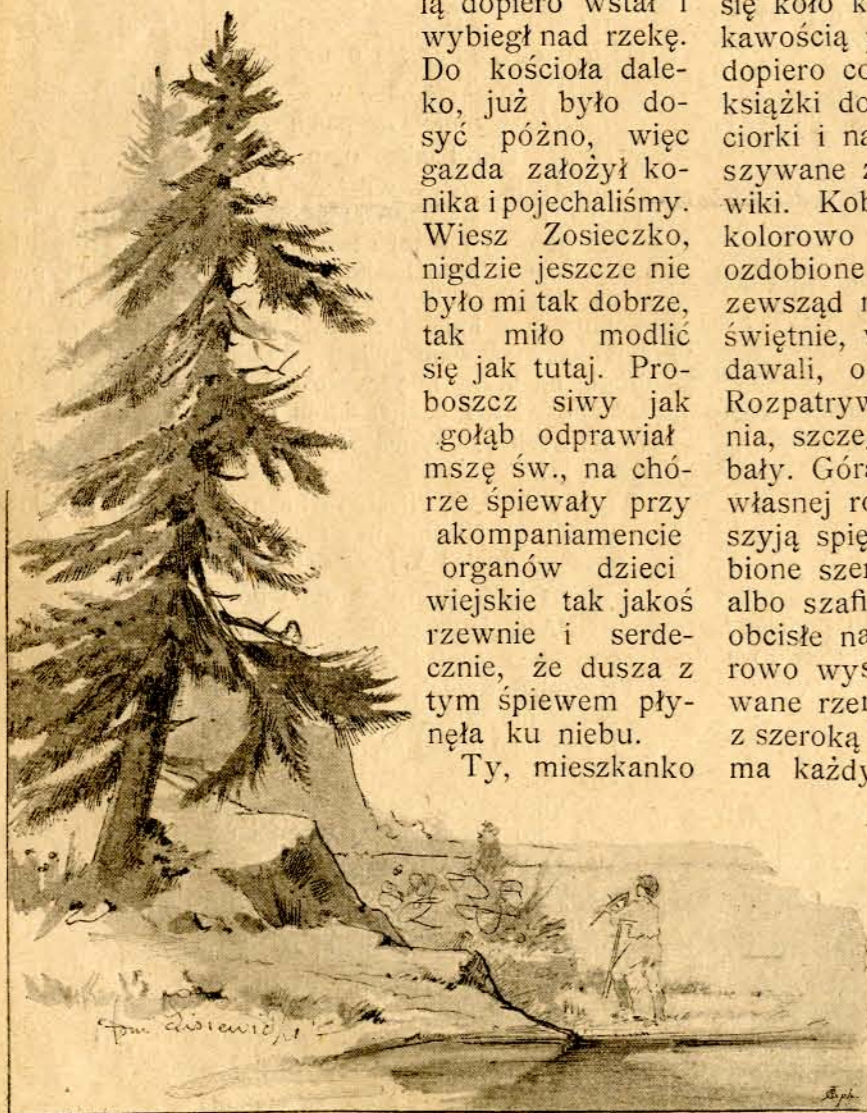 lą dopiero wstał i
wybiegł nad rzekę.
Do kościoła dale-
ko, już było do-
syć późno, więc
gazda założył ko-
nika i pojechaliśmy.
Wiesz Zosieczko,
nigdzie jeszcze nie
było mi tak dobrze,
tak miło modlić
się jak tutaj. Pro-
boszcz siwy jak
gołąb odprawiał
mszę św., na chó-
rze śpiewały przy
akompaniamencie
organów dzieci
wiejskie tak jakoś
rzewnie i serde-
cznie, że dusza z
tym śpiewem pły-
nęła ku niebu.
Ty, mieszkanko
się koło k
kawością
dopiero co
książki do
ciorki i na
szywane z
wiki. Kob
kolorowo
ozdobione
zewsząd
świętnie,
dawali, o
Rozpatryw
nia, szcze
bały. Góra
własnej ro
szyją spię
bione szer
albo szafi
obcisłe na
rowo wys
wane rzer
z szeroką
ma każdy